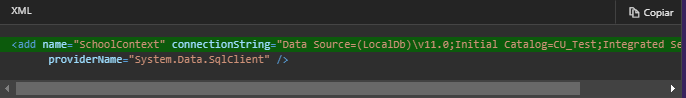 XML
Copiar
<add name="SchoolContext" connectionString="Data Source=(LocalDb)\v11.0;Initial Catalog=CU_Test;Integrated Se
providerName="System.Data.SqlClient" />